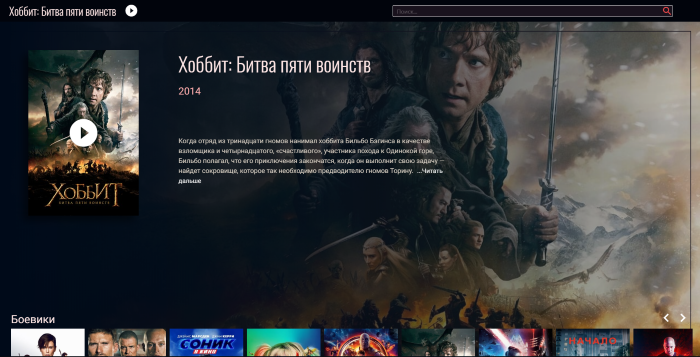 Хоббит: Битва пяти воинств
Поиск...
Хоббит: Битва пяти воинств
2014
Когда отряд из тринадцати гномов нанимал хоббита Бильбо Бэгинса в качестве
взломщика и четырнадцатого, «счастливого», участника похода к Одинокой горе,
Бильбо полагал, что его приключения закончатся, когда он выполнит свою задачу —
найдет сокровище, которое так необходимо предводителю гномов Торину. ...Читать
дальше
ХОББИТ
БИТВА ПЯТИ ВОИНСТВ
Боевики
СОНИК
В КИНО
НАЧАЛО